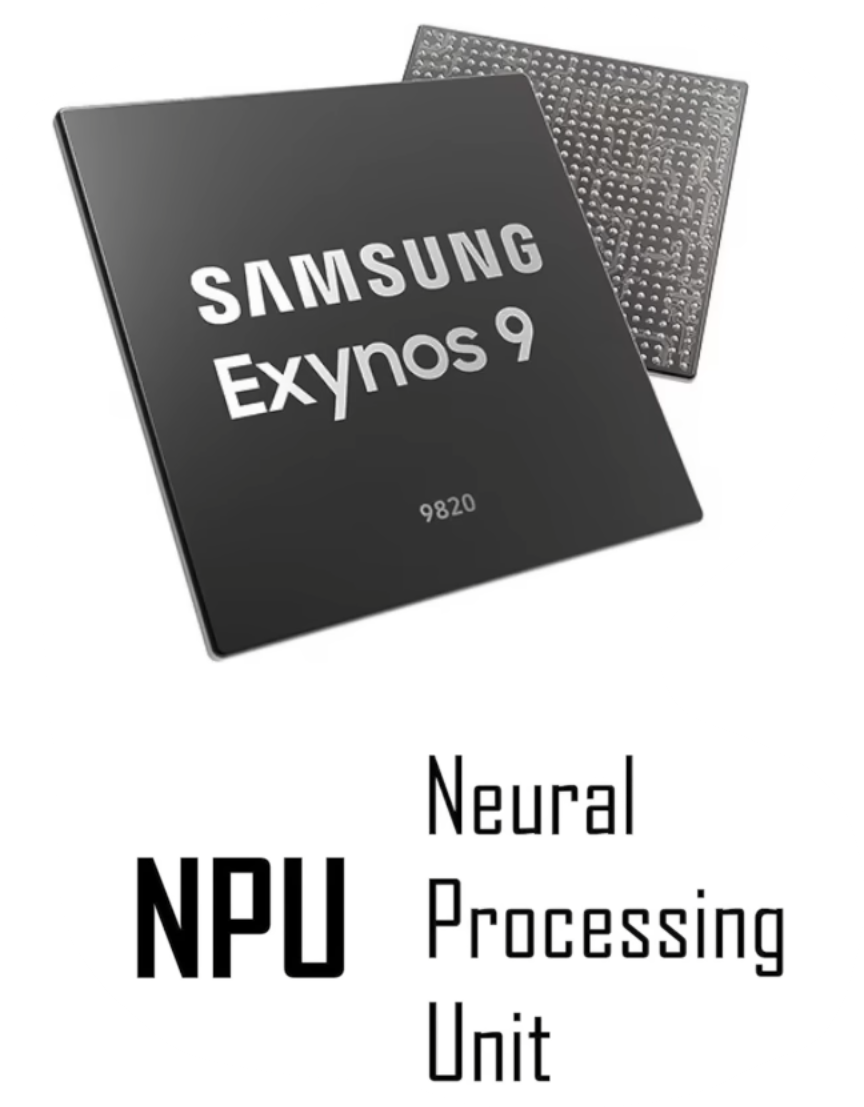 SAMSUNG
Exynos 9
9820
NPU
Neural
Processing
Unit